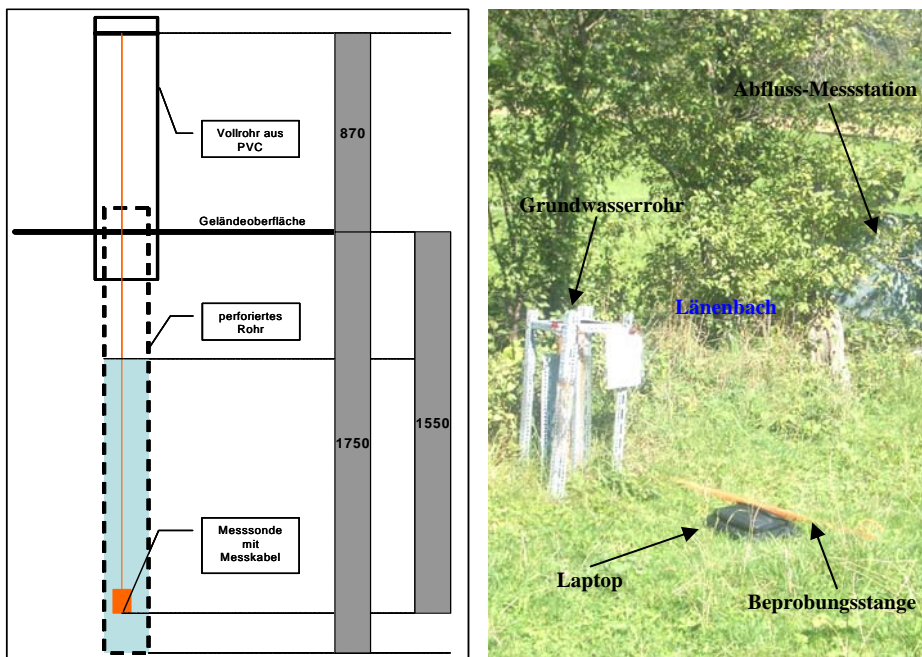 Vollrohr aus
PVC
870
Geländeoberfläche
perforiertes
Rohr
1550
1750
Messsonde
mit
Messkabel
Abfluss-Messstation
Grundwasserrohr
Länenbach
Laptop
Beprobungsstange